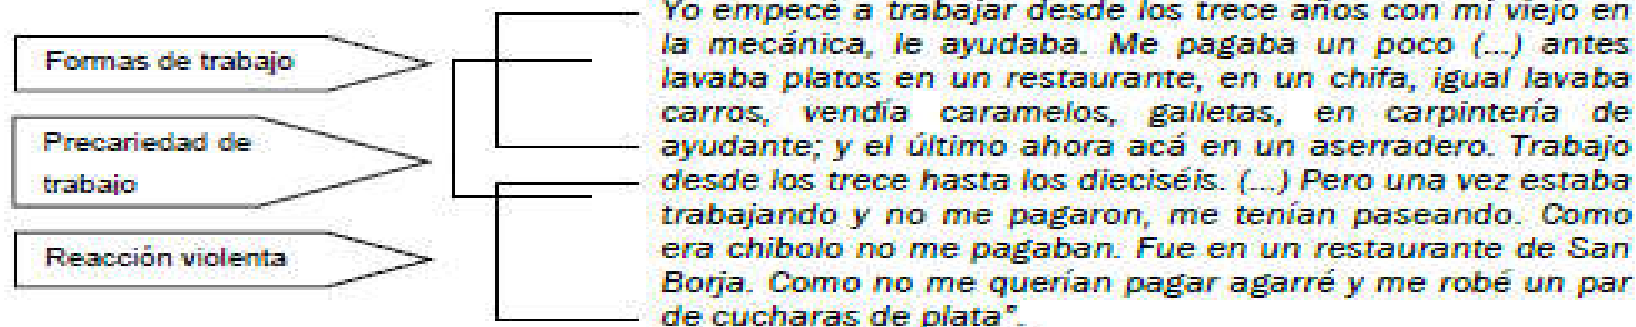 Formas de trabajo
Precariedad de
trabajo
Reacción violenta
Yo empecé a trabajar desde los trece años con mi viejo en
la mecánica, le ayudaba. Me pagaba un poco (...) antes
lavaba platos en un restaurante, en un chifa, igual lavaba
carros, vendía caramelos, galletas, en carpintería de
ayudante; y el último ahora acá en un aserradero. Trabajo
desde los trece hasta los dieciséis. (...) Pero una vez estaba
trabajando y no me pagaron, me tenían paseando. Como
era chibolo no me pagaban. Fue en un restaurante de San
Borja. Como no me querían pagar agarré y me robé un par
de cucharas de plata".